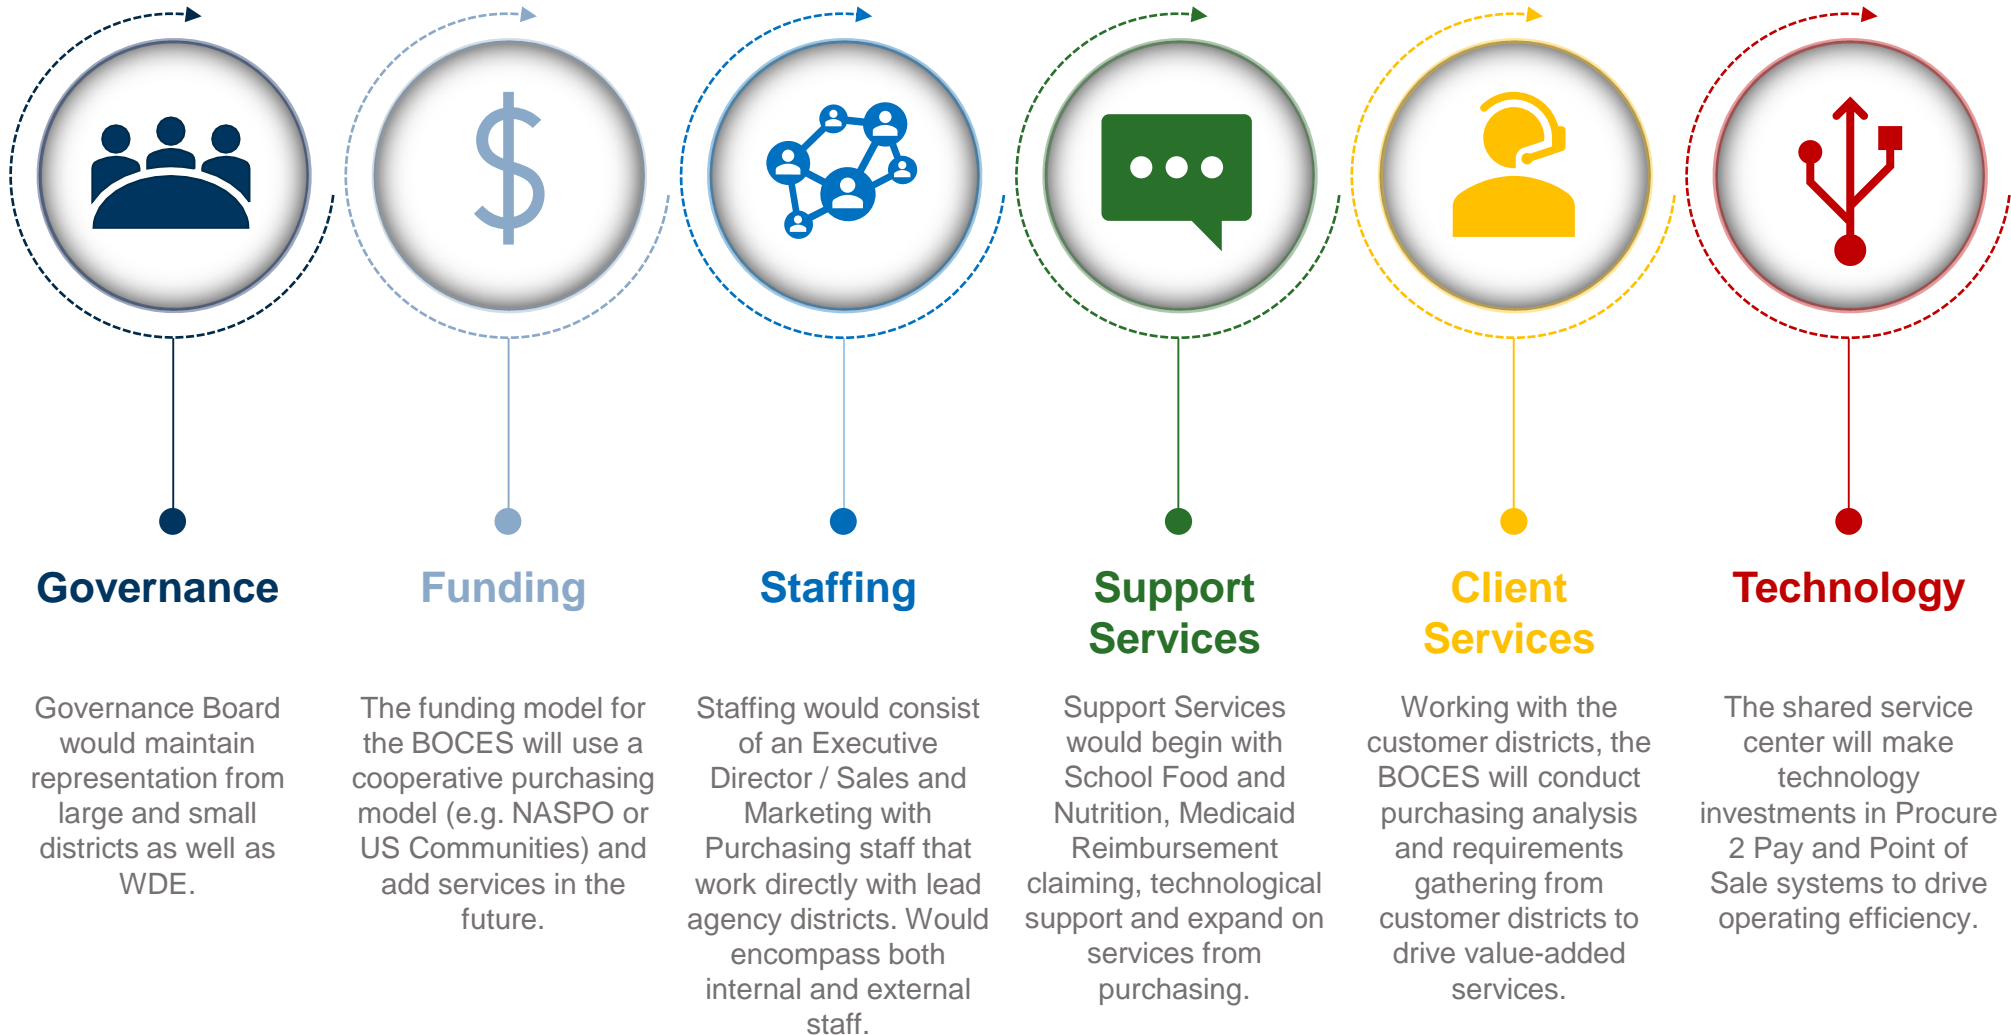 Governance
Governance Board
would maintain
representation from
large and small
districts as well as
WDE.
Funding
The funding model for
the BOCES will use a
cooperative purchasing
model (e.g. NASPO or
US Communities) and
add services in the
future.
Staffing
Staffing would consist
of an Executive
Director / Sales and
Marketing with
Purchasing staff that
work directly with lead
agency districts. Would
encompass both
internal and external
staff.
Support
Services
Support Services
would begin with
School Food and
Nutrition, Medicaid
Reimbursement
claiming, technological
support and expand on
services from
purchasing.
Client
Services
Working with the
customer districts, the
BOCES will conduct
purchasing analysis
and requirements
gathering from
customer districts to
drive value-added
services.
Technology
The shared service
center will make
technology
investments in Procure
2 Pay and Point of
Sale systems to drive
operating efficiency.